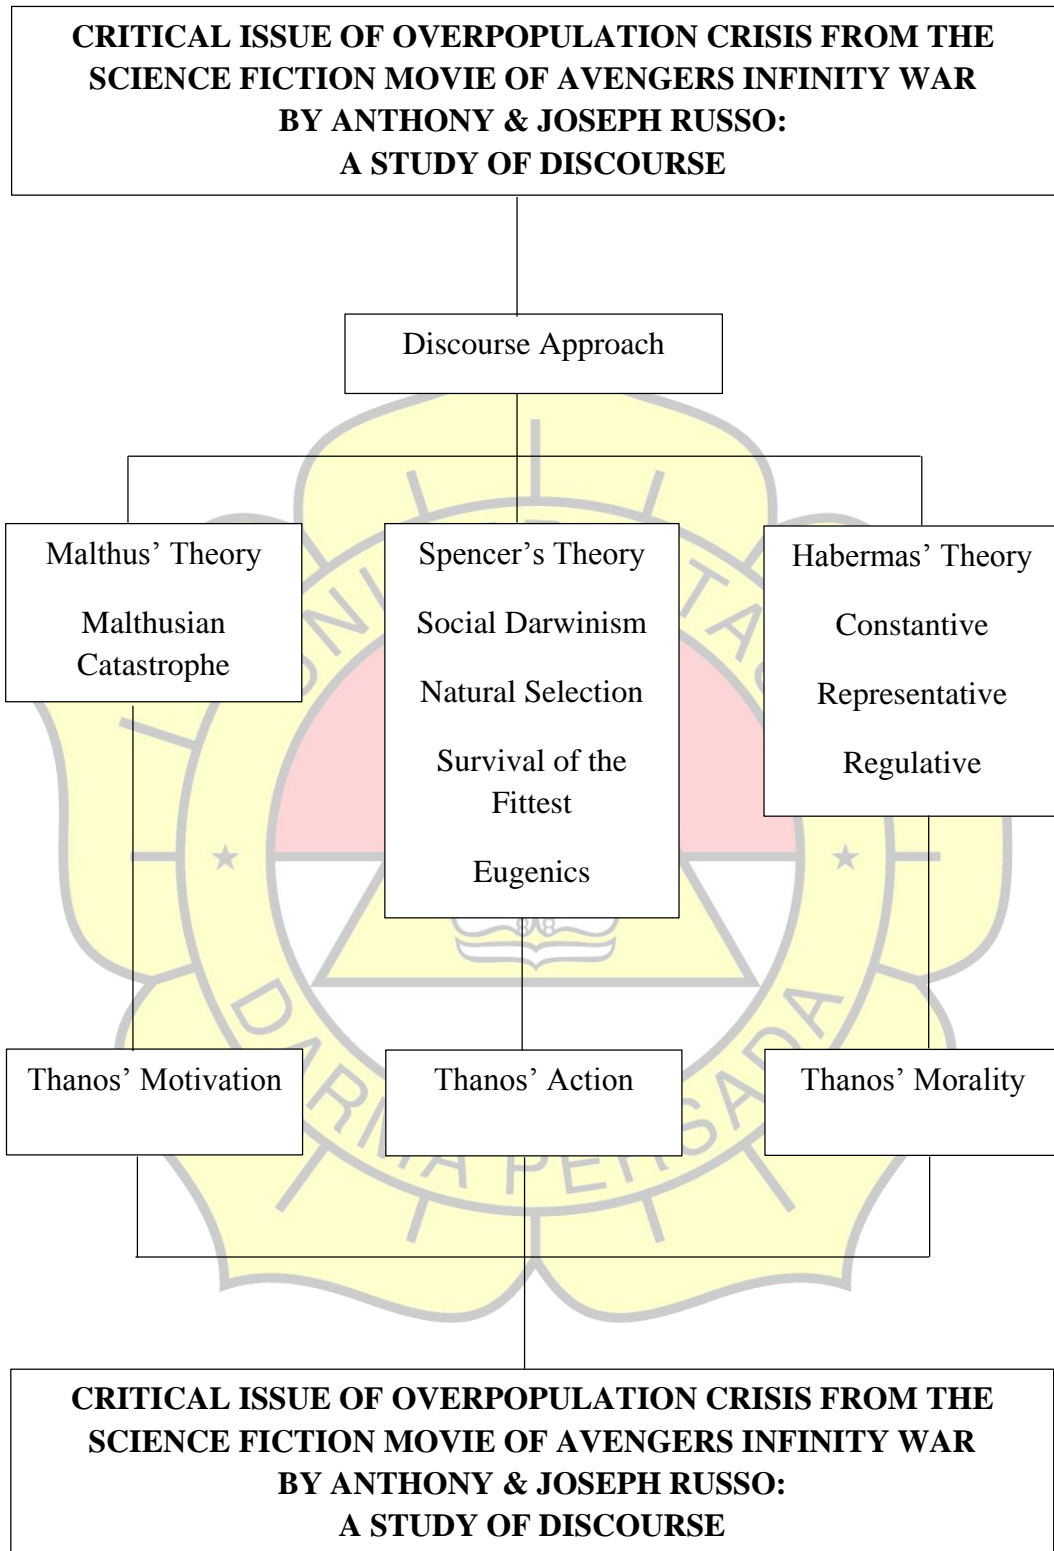 CRITICAL ISSUE OF OVERPOPULATION CRISIS FROM THE
SCIENCE FICTION MOVIE OF AVENGERS INFINITY WAR
BY ANTHONY & JOSEPH RUSSO:
A STUDY OF DISCOURSE
Discourse Approach
Malthus’ Theory
Malthusian
Catastrophe
Spencer’s Theory
Social Darwinism
Natural Selection
Survival of the
Fittest
Eugenics
Habermas’ Theory
Constantive
Representative
Regulative
DARMA PERSADA
Thanos’ Motivation
Thanos’ Action
Thanos’ Morality
CRITICAL ISSUE OF OVERPOPULATION CRISIS FROM THE
SCIENCE FICTION MOVIE OF AVENGERS INFINITY WAR
BY ANTHONY & JOSEPH RUSSO:
A STUDY OF DISCOURSE